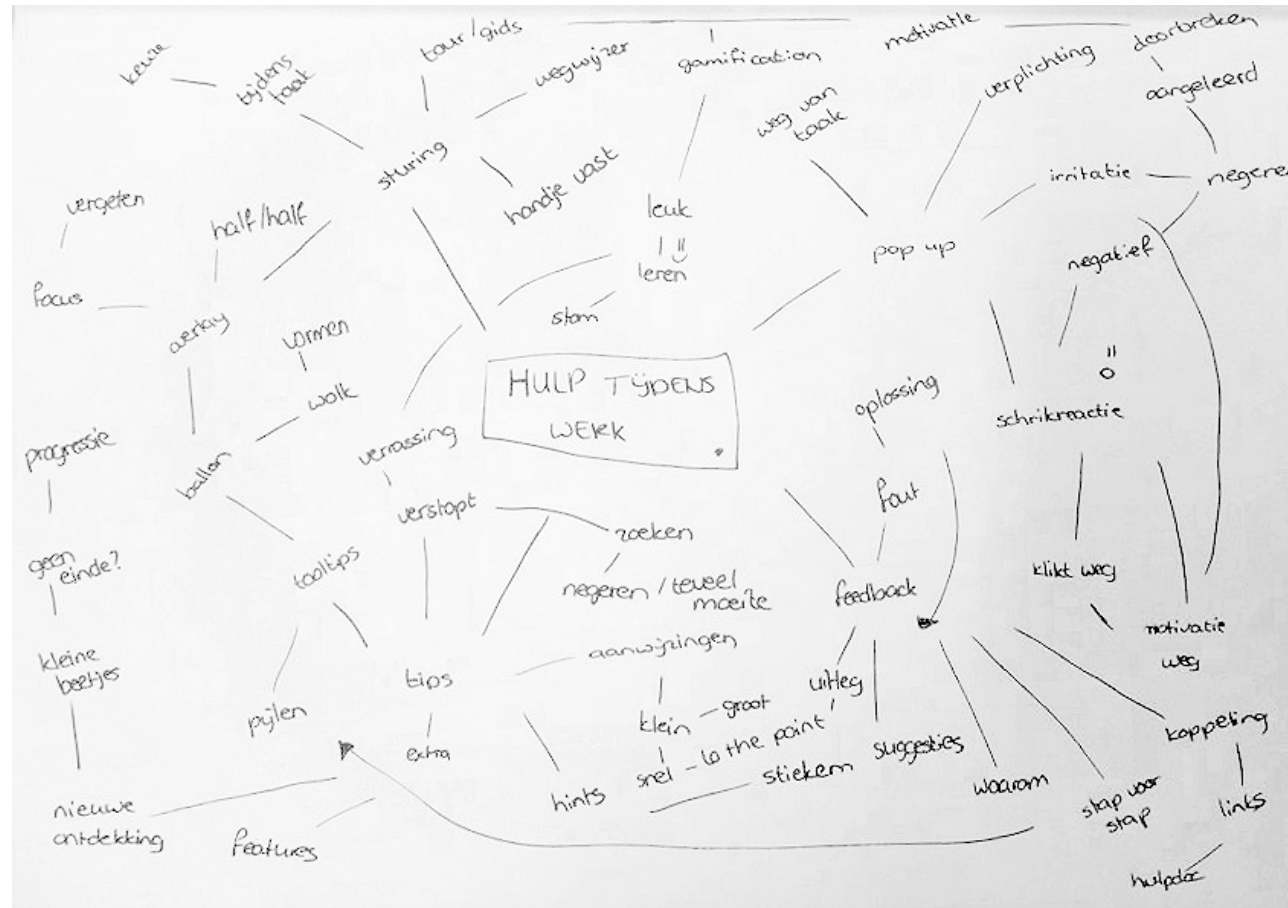 tour/gids
motivatie
doorbreken
keuze
tijdens
taak
wegwijzer
gamification
verplichting
aangeleerd
weg van
taak
sturing
handje vast
irritatie
negeren
vergeten
half/half
leuk
pop up
negatief
leren
focus
overlay
stom
vormen
wolk
HULP TIJDENS
WERK
oplossing
schrikreactie
progressie
verrassing
ballon
verstopt
fout
zoeken
geen
einde?
tooltips
negeren / teveel
moeite
feedback
klikt weg
motivatie
weg
aanwijzingen
kleine
beetjes
tips
uitleg
pijlen
klein - groot
extra
snel - to the point
stiekem
suggesties
koppeling
hints
waarom
stap voor
stap
links
nieuwe
ontdekking
features
hulpdoc